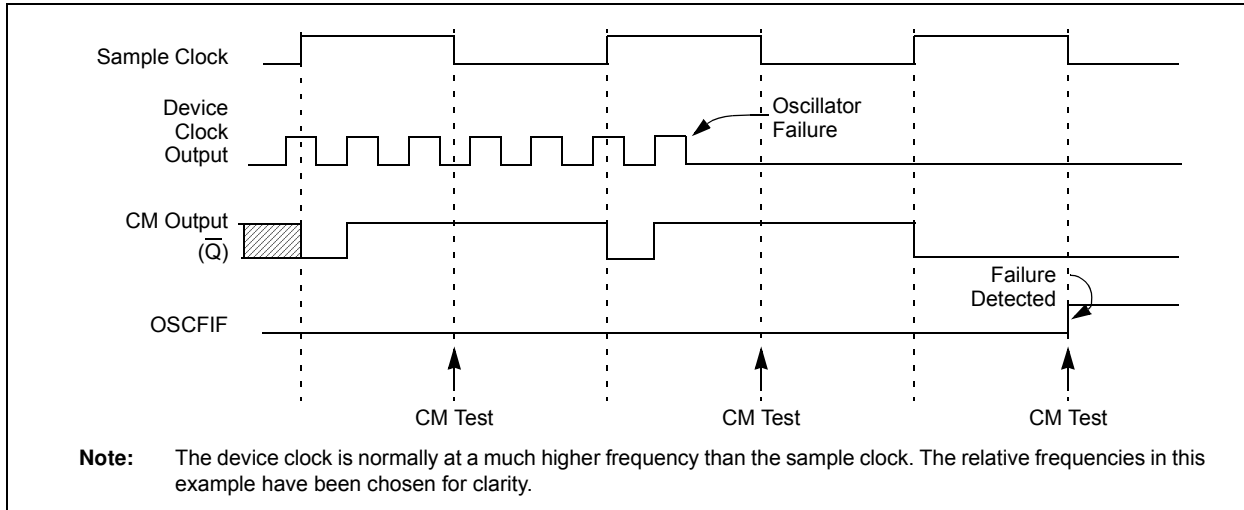 Sample Clock
Device
Clock
Output
Oscillator
Failure
CM Output
(Q̅)
Failure
Detected
OSCFIF
CM Test
CM Test
CM Test
Note: The device clock is normally at a much higher frequency than the sample clock. The relative frequencies in this
example have been chosen for clarity.